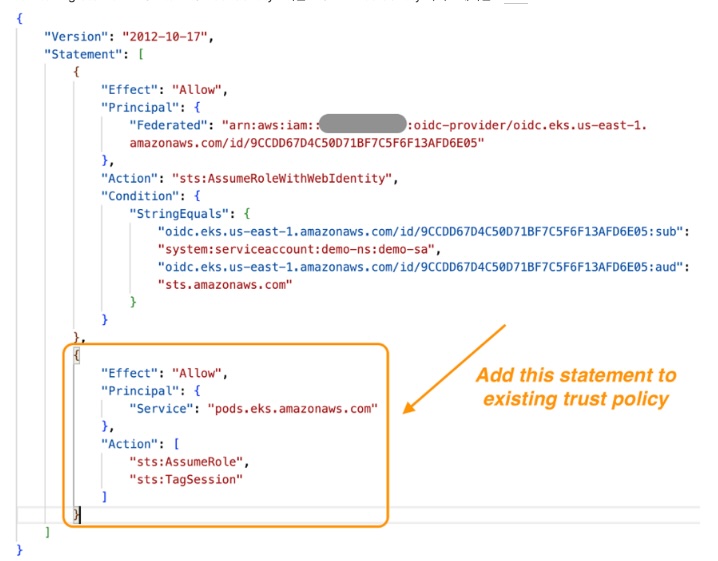 {
"Version": "2012-10-17",
"Statement": [
{
"Effect": "Allow",
"Principal": {
"Federated": "arn:aws:iam:: :oidc-provider/oidc.eks.us-east-1.
amazonaws.com/id/9CCDD67D4C50D71BF7C5F6F13AFD6E05"
},
"Action": "sts:AssumeRoleWithWebIdentity",
"Condition": {
"StringEquals": {
"oidc.eks.us-east-1.amazonaws.com/id/9CCDD67D4C50D71BF7C5F6F13AFD6E05:sub":
"system:serviceaccount:demo-ns:demo-sa",
"oidc.eks.us-east-1.amazonaws.com/id/9CCDD67D4C50D71BF7C5F6F13AFD6E05:aud":
"sts.amazonaws.com"
}
}
},
{
"Effect": "Allow",
"Principal": {
"Service": "pods.eks.amazonaws.com"
},
"Action": [
"sts:AssumeRole",
"sts:TagSession"
]
}
]
}
Add this statement to
existing trust policy